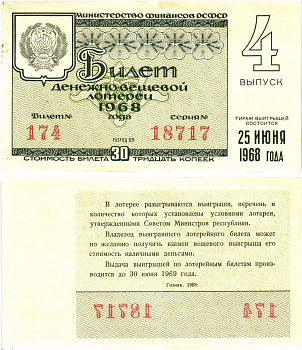 Министерство финансов РСФСР
4
ВЫПУСК
Билет
денежно-вещевой
лотереи
1968
года
Билет №
Серия №
174
18717
РАЗРЯД
30
СТОИМОСТЬ БИЛЕТА ТРИДЦАТЬ КОПЕЕК
ТИРАЖ ВЫИГРЫШЕЙ
СОСТОИТСЯ
25 ИЮНЯ
1968 ГОДА
В лотерее разыгрываются выигрыши, перечень и
количество которых установлены условиями лотереи,
утвержденными Советом Министров республики.
Владелец выигравшего лотерейного билета может
по желанию получить взамен вещевого выигрыша его
стоимость наличными деньгами.
Выдача выигрышей по лотерейным билетам произ-
водится до 30 июня 1969 года.
Гознак. 1968.
18717
174